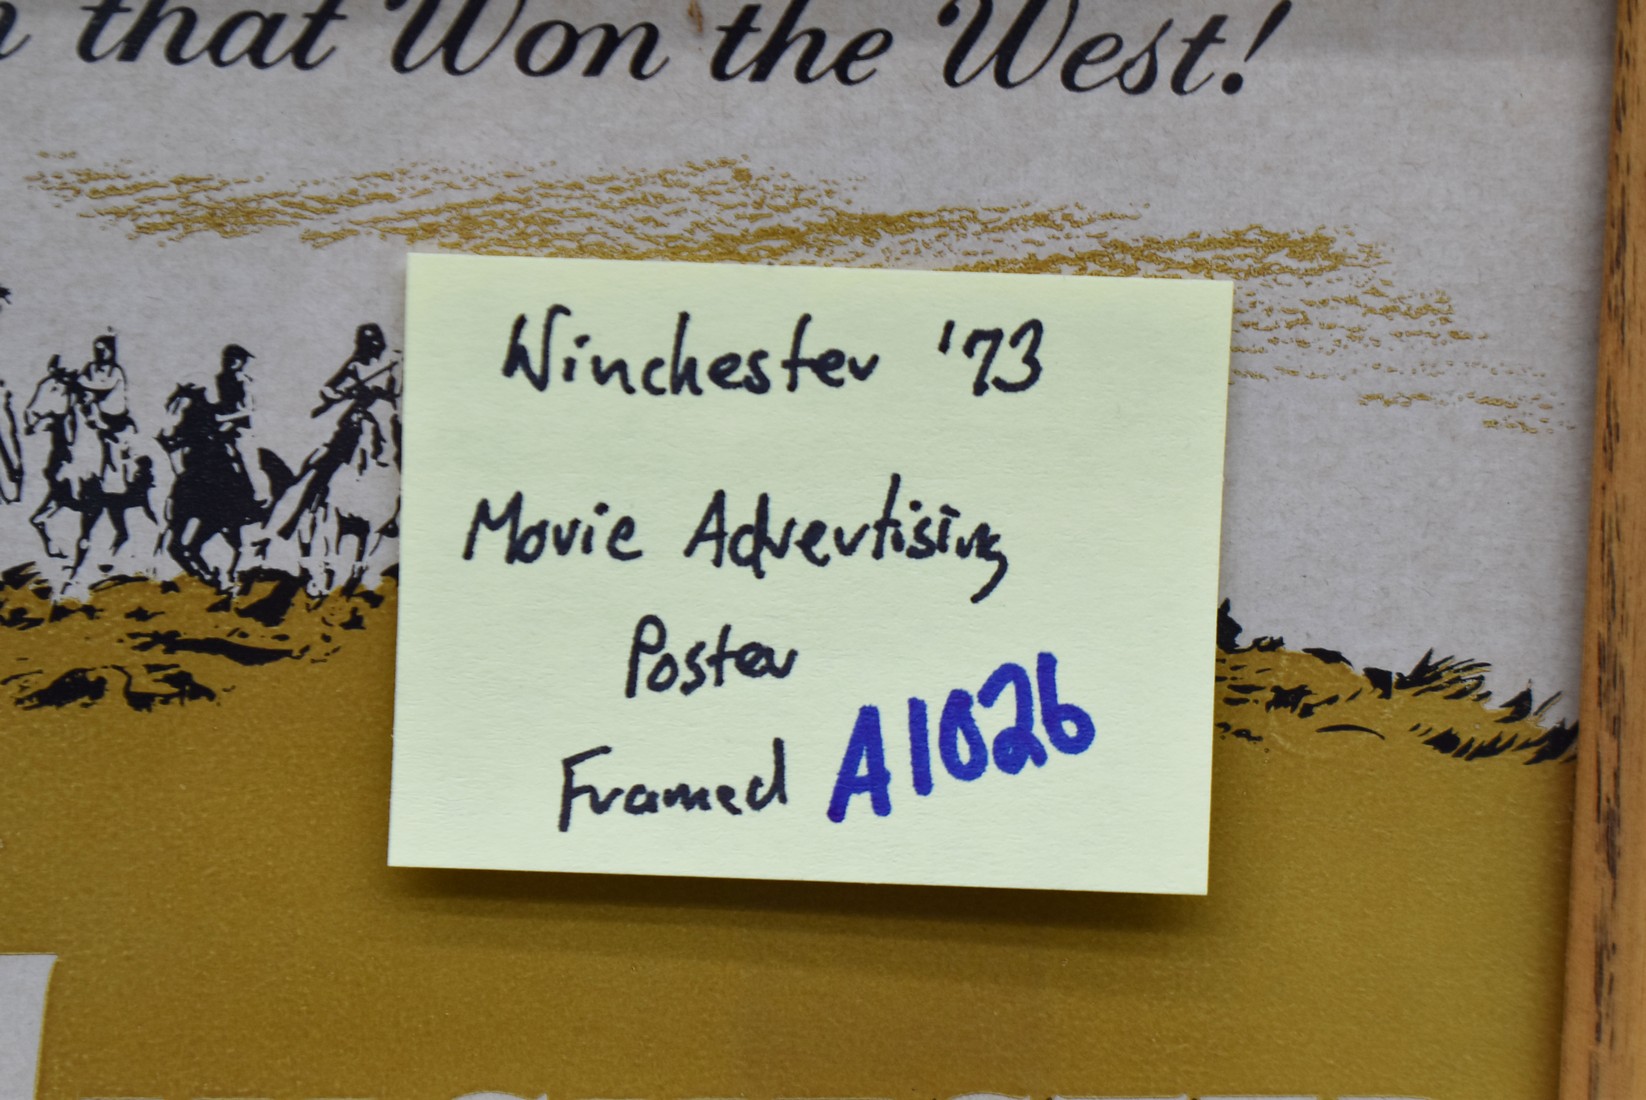 that Won the West!
Winchester '73
Movie Advertising
Poster
Framed A1026